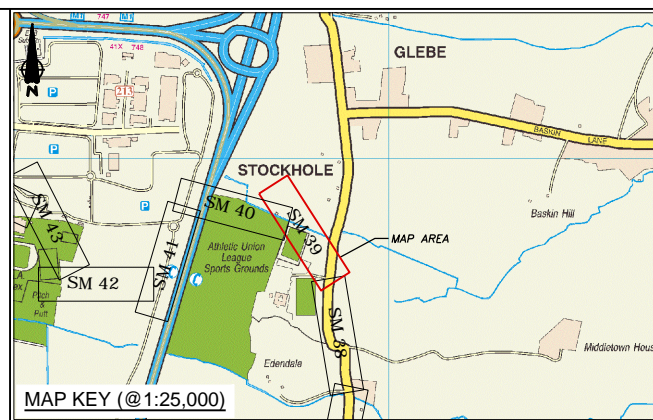 M1
747
M1
41X 748
GLEBE
N
P
213
BASKIN LANE
P
STOCKHOLE
P
SM 43
SM 40
SM 39
Baskin Hill
MAP AREA
SM 41
Athletic Union
League
Sports Grounds
SM 42
Pitch
&
Putt
SM 38
Middletown Hous
Edendale
MAP KEY (@1:25,000)